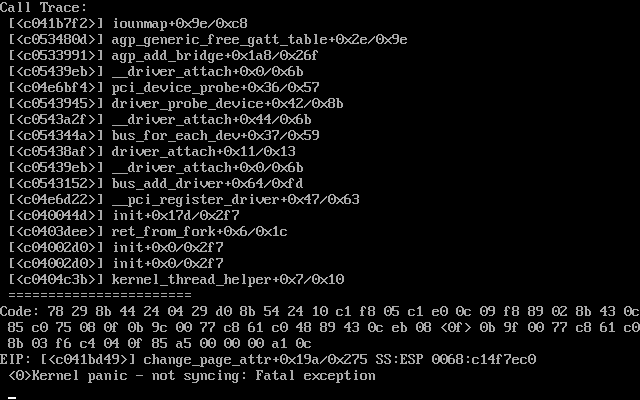 Call Trace:
 [<c041b7f2>] iounmap+0x9e/0xc8
 [<c053480d>] agp_generic_free_gatt_table+0x2e/0x9e
 [<c0533991>] agp_add_bridge+0x1a8/0x26f
 [<c05439eb>] __driver_attach+0x0/0x6b
 [<c04e6bf4>] pci_device_probe+0x36/0x57
 [<c0543945>] driver_probe_device+0x42/0x8b
 [<c0543a2f>] __driver_attach+0x44/0x6b
 [<c054344a>] bus_for_each_dev+0x37/0x59
 [<c05438af>] driver_attach+0x11/0x13
 [<c05439eb>] __driver_attach+0x0/0x6b
 [<c0543152>] bus_add_driver+0x64/0xfd
 [<c04e6d22>] __pci_register_driver+0x47/0x63
 [<c040044d>] init+0x17d/0x2f7
 [<c0403dee>] ret_from_fork+0x6/0x1c
 [<c04002d0>] init+0x0/0x2f7
 [<c04002d0>] init+0x0/0x2f7
 [<c0404c3b>] kernel_thread_helper+0x7/0x10
 =======================
Code: 78 29 8b 44 24 04 29 d0 8b 54 24 10 c1 f8 05 c1 e0 0c 09 f8 89 02 8b 43 0c
 85 c0 75 08 0f 0b 9c 00 77 c8 61 c0 48 89 43 0c eb 08 <0f> 0b 9f 00 77 c8 61 c0
 8b 03 f6 c4 04 0f 85 a5 00 00 00 a1 0c
EIP: [<c041bd49>] change_page_attr+0x19a/0x275 SS:ESP 0068:c14f7ec0
 <0>Kernel panic - not syncing: Fatal exception